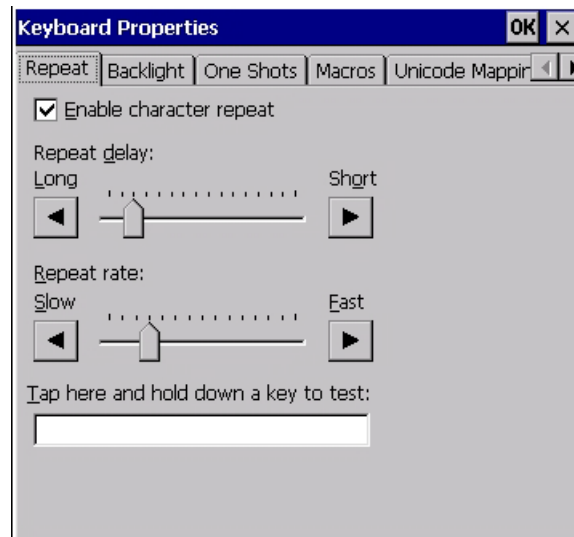 Keyboard Properties OK ×
Repeat Backlight One Shots Macros Unicode Mappin
Enable character repeat
Repeat delay:
Long Short
Repeat rate:
Slow Fast
Tap here and hold down a key to test: